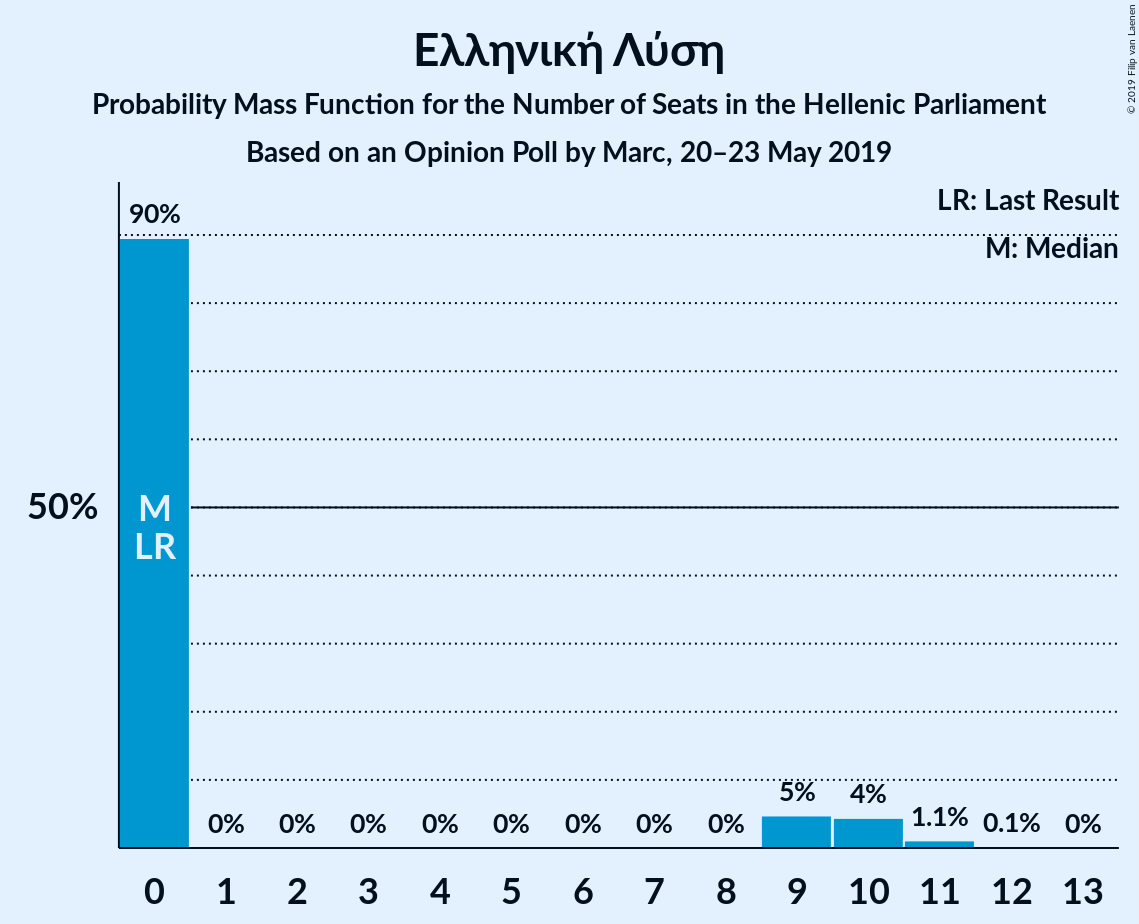 Ελληνική Λύση
Probability Mass Function for the Number of Seats in the Hellenic Parliament
Based on an Opinion Poll by Marc, 20–23 May 2019
© 2019 Filip van Laenen
LR: Last Result
M: Median
90%
50%
M
LR
0% 0% 0% 0% 0% 0% 0% 0% 5% 4% 1.1% 0.1% 0%
0 1 2 3 4 5 6 7 8 9 10 11 12 13